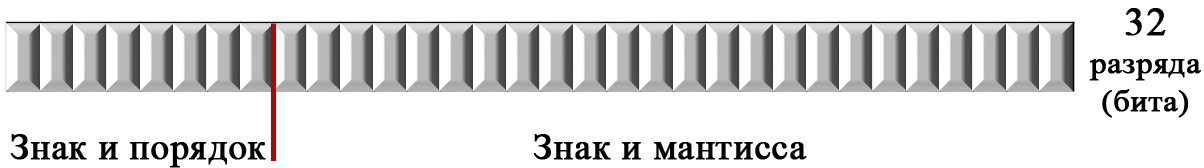 32
разряда
(бита)
Знак и порядок
Знак и мантисса